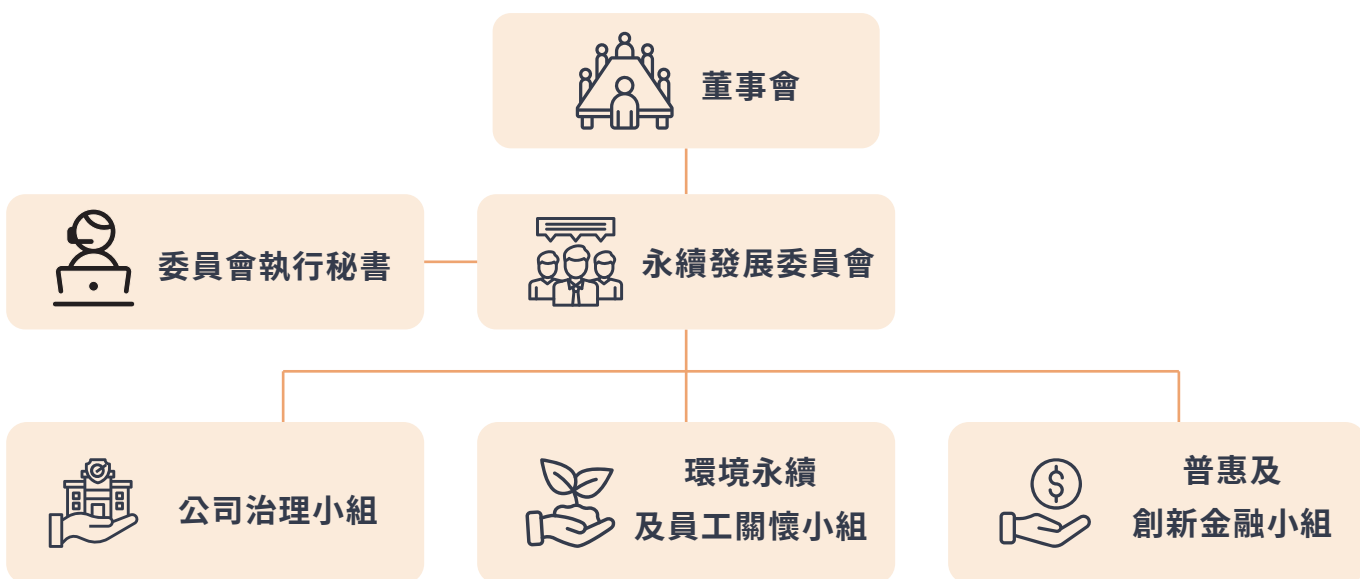 董事會
委員會執行秘書
永續發展委員會
公司治理小組
環境永續
及員工關懷小組
普惠及
創新金融小組